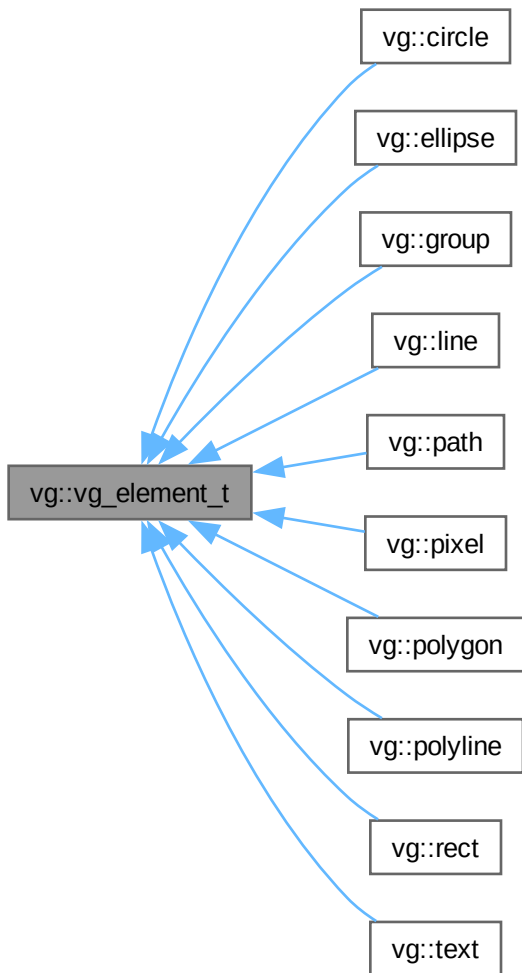 vg::circle
vg::ellipse
vg::group
vg::line
vg::path
vg::vg_element_t
vg::pixel
vg::polygon
vg::polyline
vg::rect
vg::text